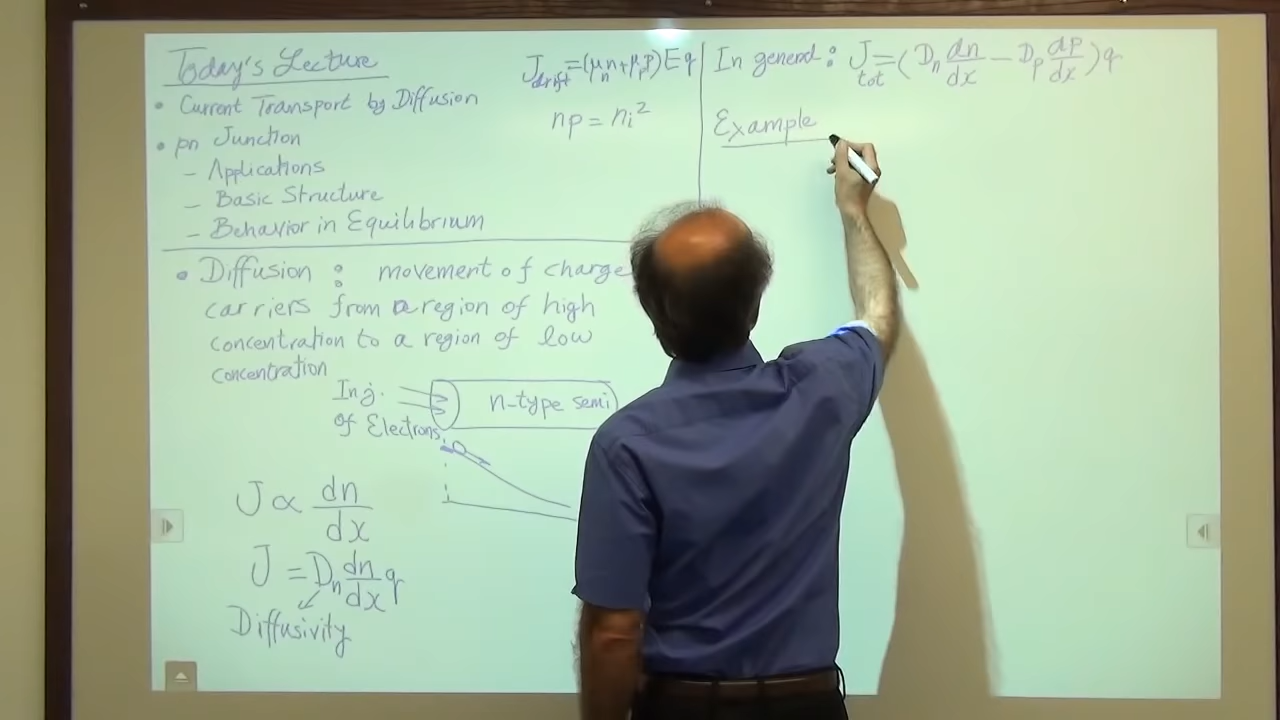 Today's Lecture
• Current Transport by Diffusion
• pn Junction
- Applications
- Basic Structure
- Behavior in Equilibrium
J_drift = (μ_n n + μ_p p) E q
np = n_i²
• Diffusion : movement of charge
carriers from a region of high
concentration to a region of low
concentration
Inj.
of Electrons
n-type semi
J ∝ dn/dx
J = D_n dn/dx q
Diffusivity
In general : J_tot = ( D_n dn/dx − D_p dp/dx ) q
Example